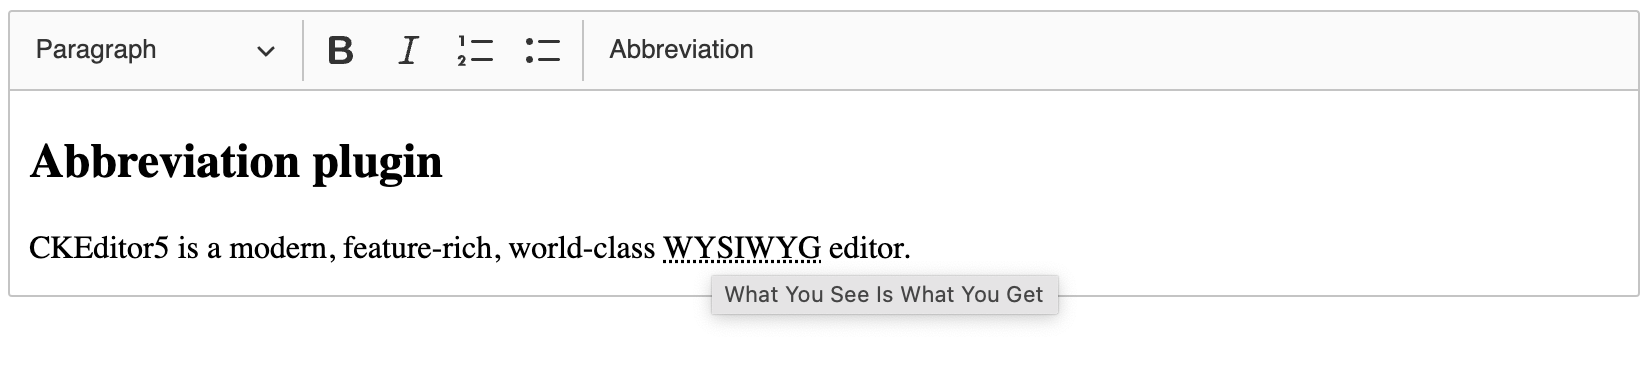 Paragraph B I Abbreviation
Abbreviation plugin
CKEditor5 is a modern, feature-rich, world-class WYSIWYG editor.
What You See Is What You Get